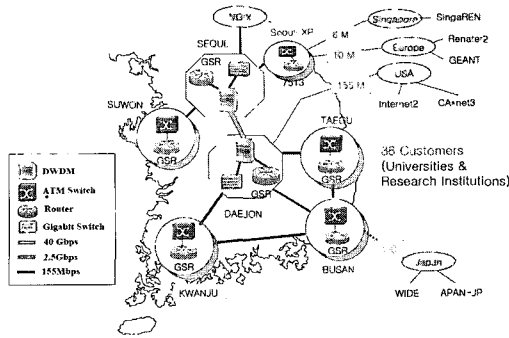 Seoul XP
6 M
Singapore
SingaREN
SEOUL
10 M
Europe
Renater2
GSR
7513
GEANT
155 M
USA
SUWON
Internet2
CA*net3
TAEGU
GSR
GSR
38 Customers
(Universities &
Research Institutions)
DWDM
ATM Switch
Router
Gigabit Switch
40 Gbps
2.5Gbps
155Mbps
GSR
DAEJON
GSR
KWANJU
GSR
BUSAN
Japan
WIDE
APAN-JP